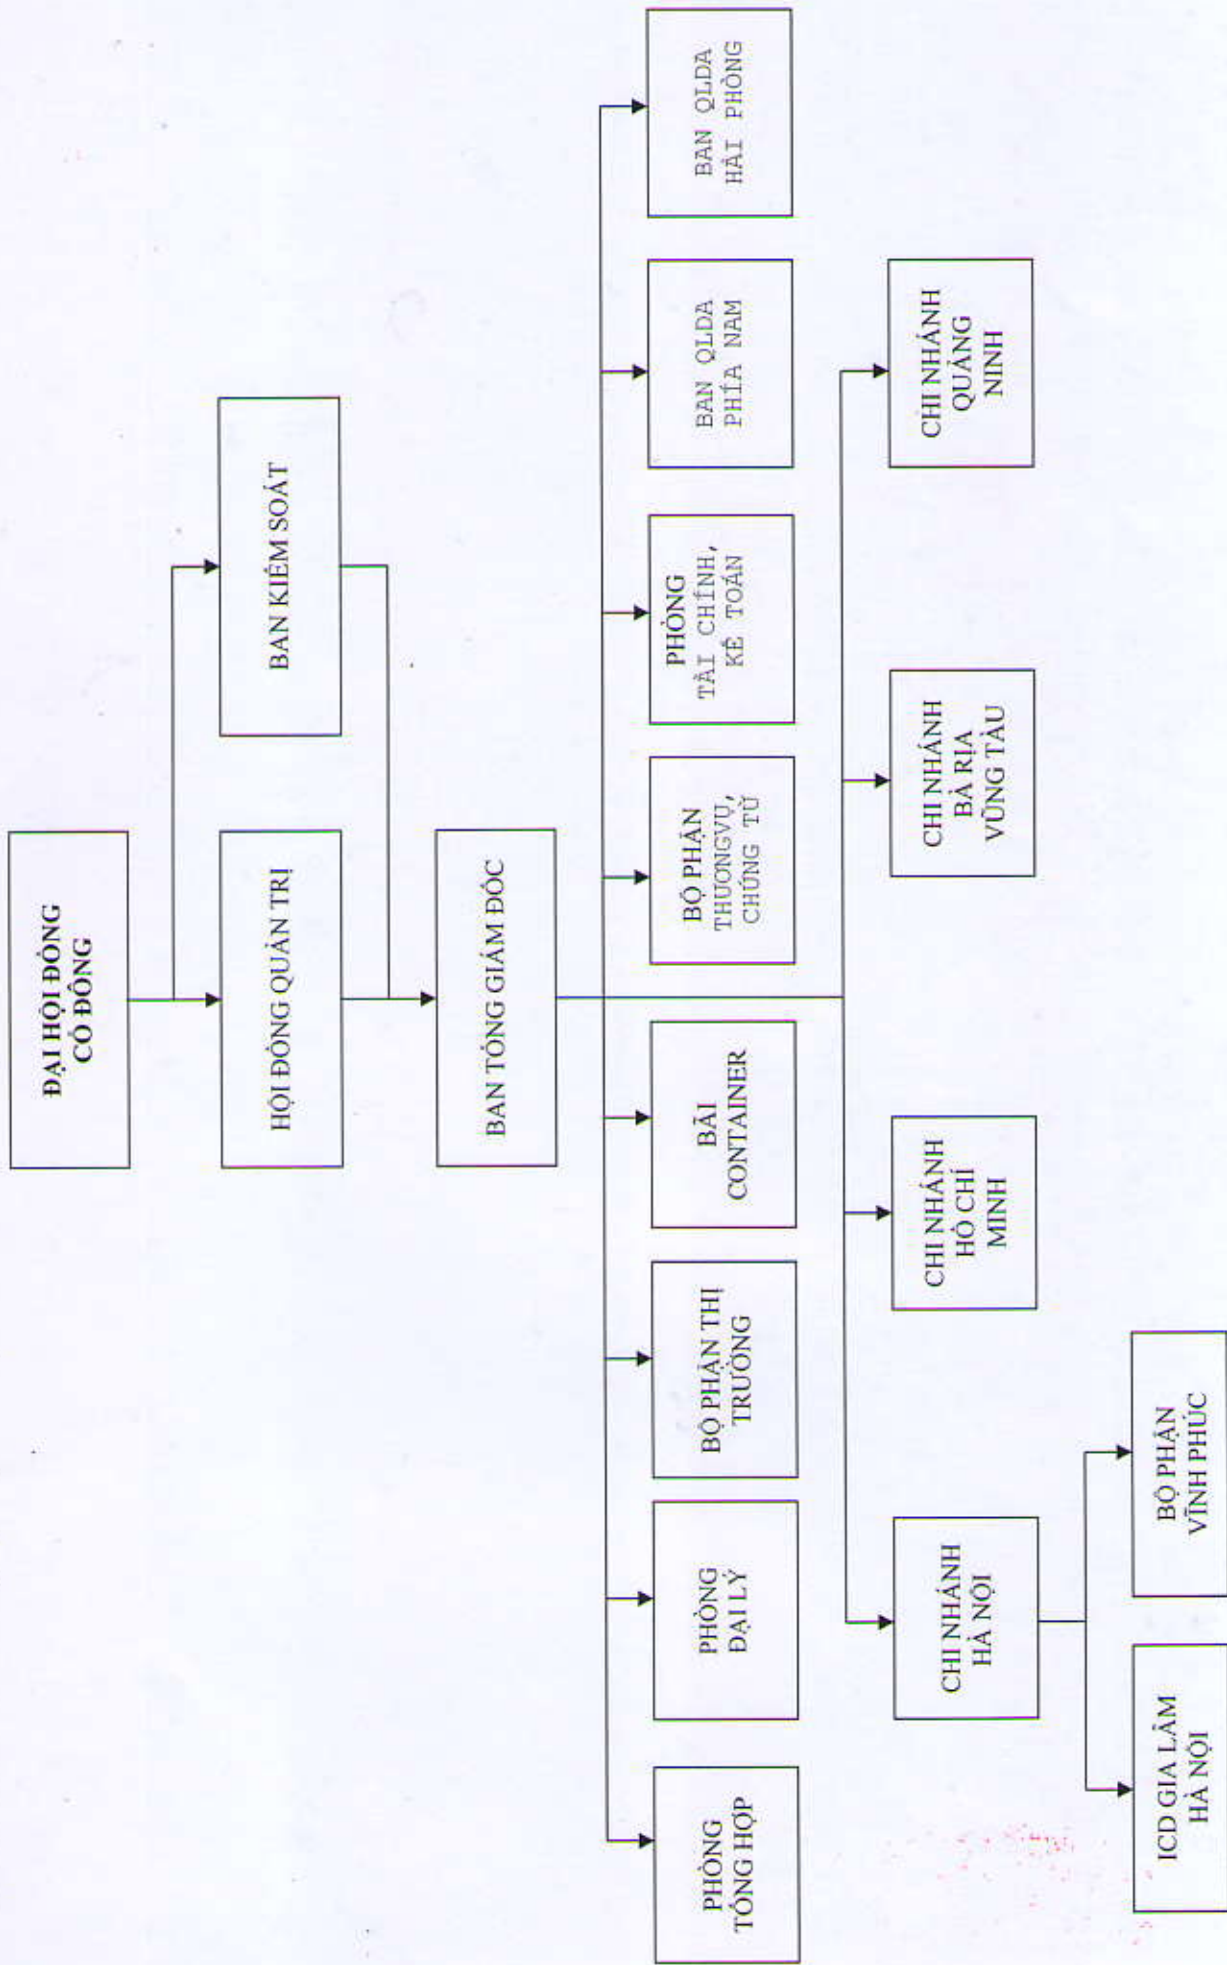 ĐẠI HỘI ĐỒNG
CỔ ĐÔNG
HỘI ĐỒNG QUẢN TRỊ
BAN KIỂM SOÁT
BAN TỔNG GIÁM ĐỐC
PHÒNG
TỔNG HỢP
PHÒNG
ĐẠI LÝ
BỘ PHẬN THỊ
TRƯỜNG
BÃI
CONTAINER
BỘ PHẬN
THƯƠNGVỤ,
CHỨNG TỪ
PHÒNG
TÀI CHÍNH,
KẾ TOÁN
BAN QLDA
PHÍA NAM
BAN QLDA
HẢI PHÒNG
CHI NHÁNH
HÀ NỘI
CHI NHÁNH
HỒ CHÍ
MINH
CHI NHÁNH
BÀ RỊA
VŨNG TÀU
CHI NHÁNH
QUẢNG
NINH
ICD GIA LÂM
HÀ NỘI
BỘ PHẬN
VĨNH PHÚC